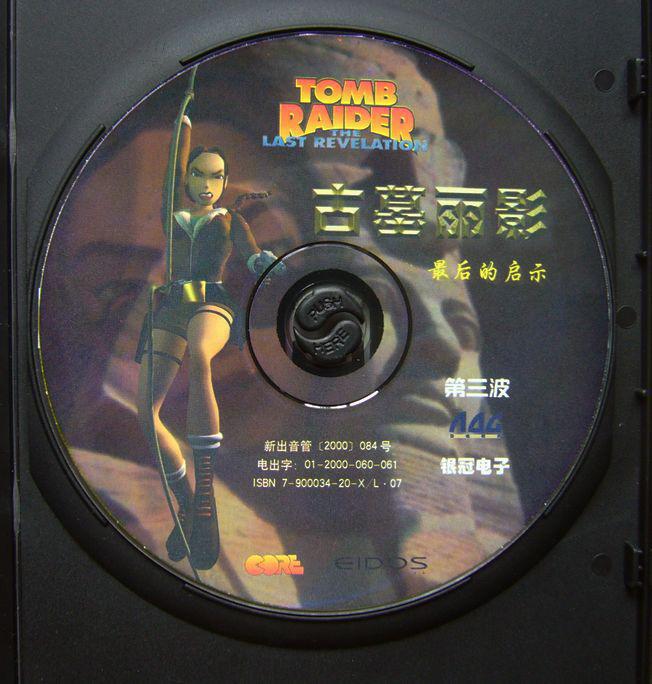 TOMB
RAIDER
THE
LAST REVELATION
古墓丽影
最后的启示
PUSH
HERE
第三波
银冠电子
新出音管〔2000〕084号
电出字：01-2000-060-061
ISBN 7-900034-20-X/L·07
CORE
EIDOS